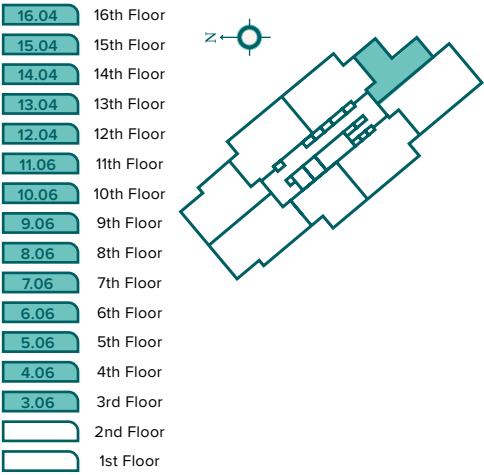 16.04 16th Floor
N
15.04 15th Floor
14.04 14th Floor
13.04 13th Floor
12.04 12th Floor
11.06 11th Floor
10.06 10th Floor
9.06 9th Floor
8.06 8th Floor
7.06 7th Floor
6.06 6th Floor
5.06 5th Floor
4.06 4th Floor
3.06 3rd Floor
2nd Floor
1st Floor